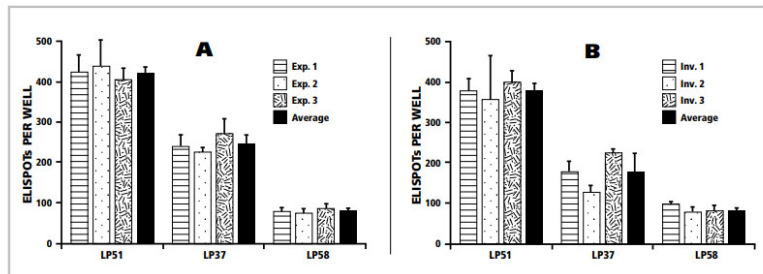 A
500
400
300
200
100
0
ELISPOTs PER WELL
Exp. 1
Exp. 2
Exp. 3
Average
LP51 LP37 LP58
B
500
400
300
200
100
0
ELISPOTs PER WELL
Inv. 1
Inv. 2
Inv. 3
Average
LP51 LP37 LP58